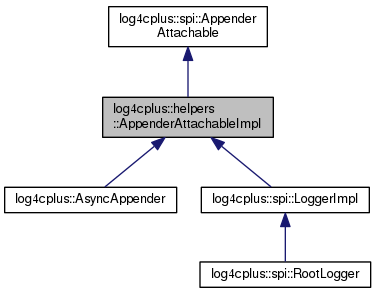 log4cplus::spi::Appender
Attachable
log4cplus::helpers
::AppenderAttachableImpl
log4cplus::AsyncAppender
log4cplus::spi::LoggerImpl
log4cplus::spi::RootLogger